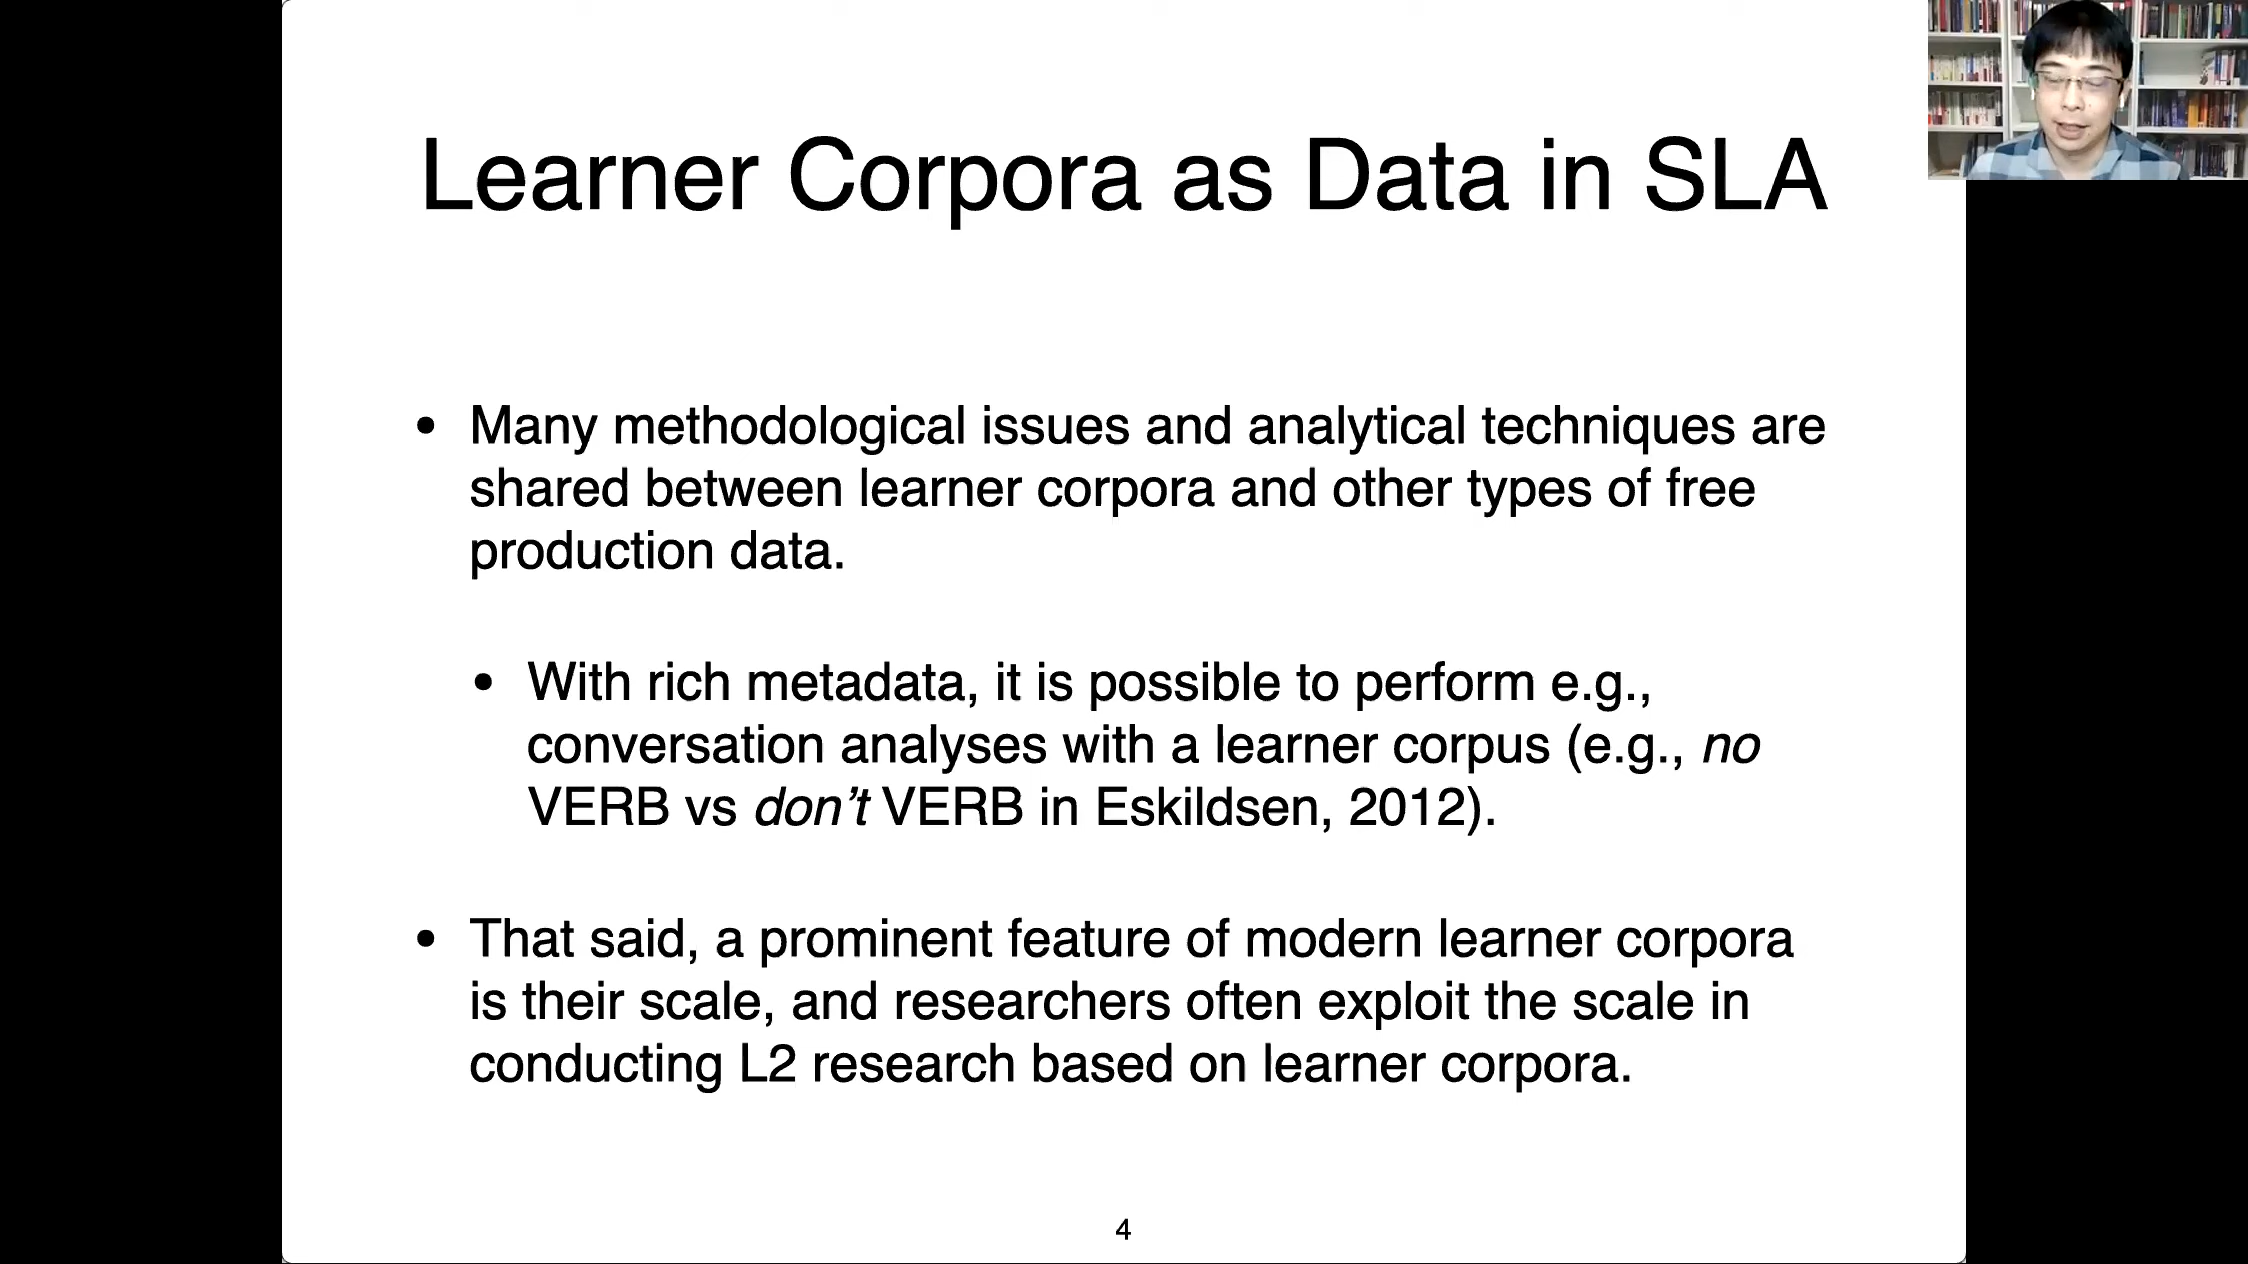 Learner Corpora as Data in SLA
• Many methodological issues and analytical techniques are
shared between learner corpora and other types of free
production data.
• With rich metadata, it is possible to perform e.g.,
conversation analyses with a learner corpus (e.g., no
VERB vs don’t VERB in Eskildsen, 2012).
• That said, a prominent feature of modern learner corpora
is their scale, and researchers often exploit the scale in
conducting L2 research based on learner corpora.
4